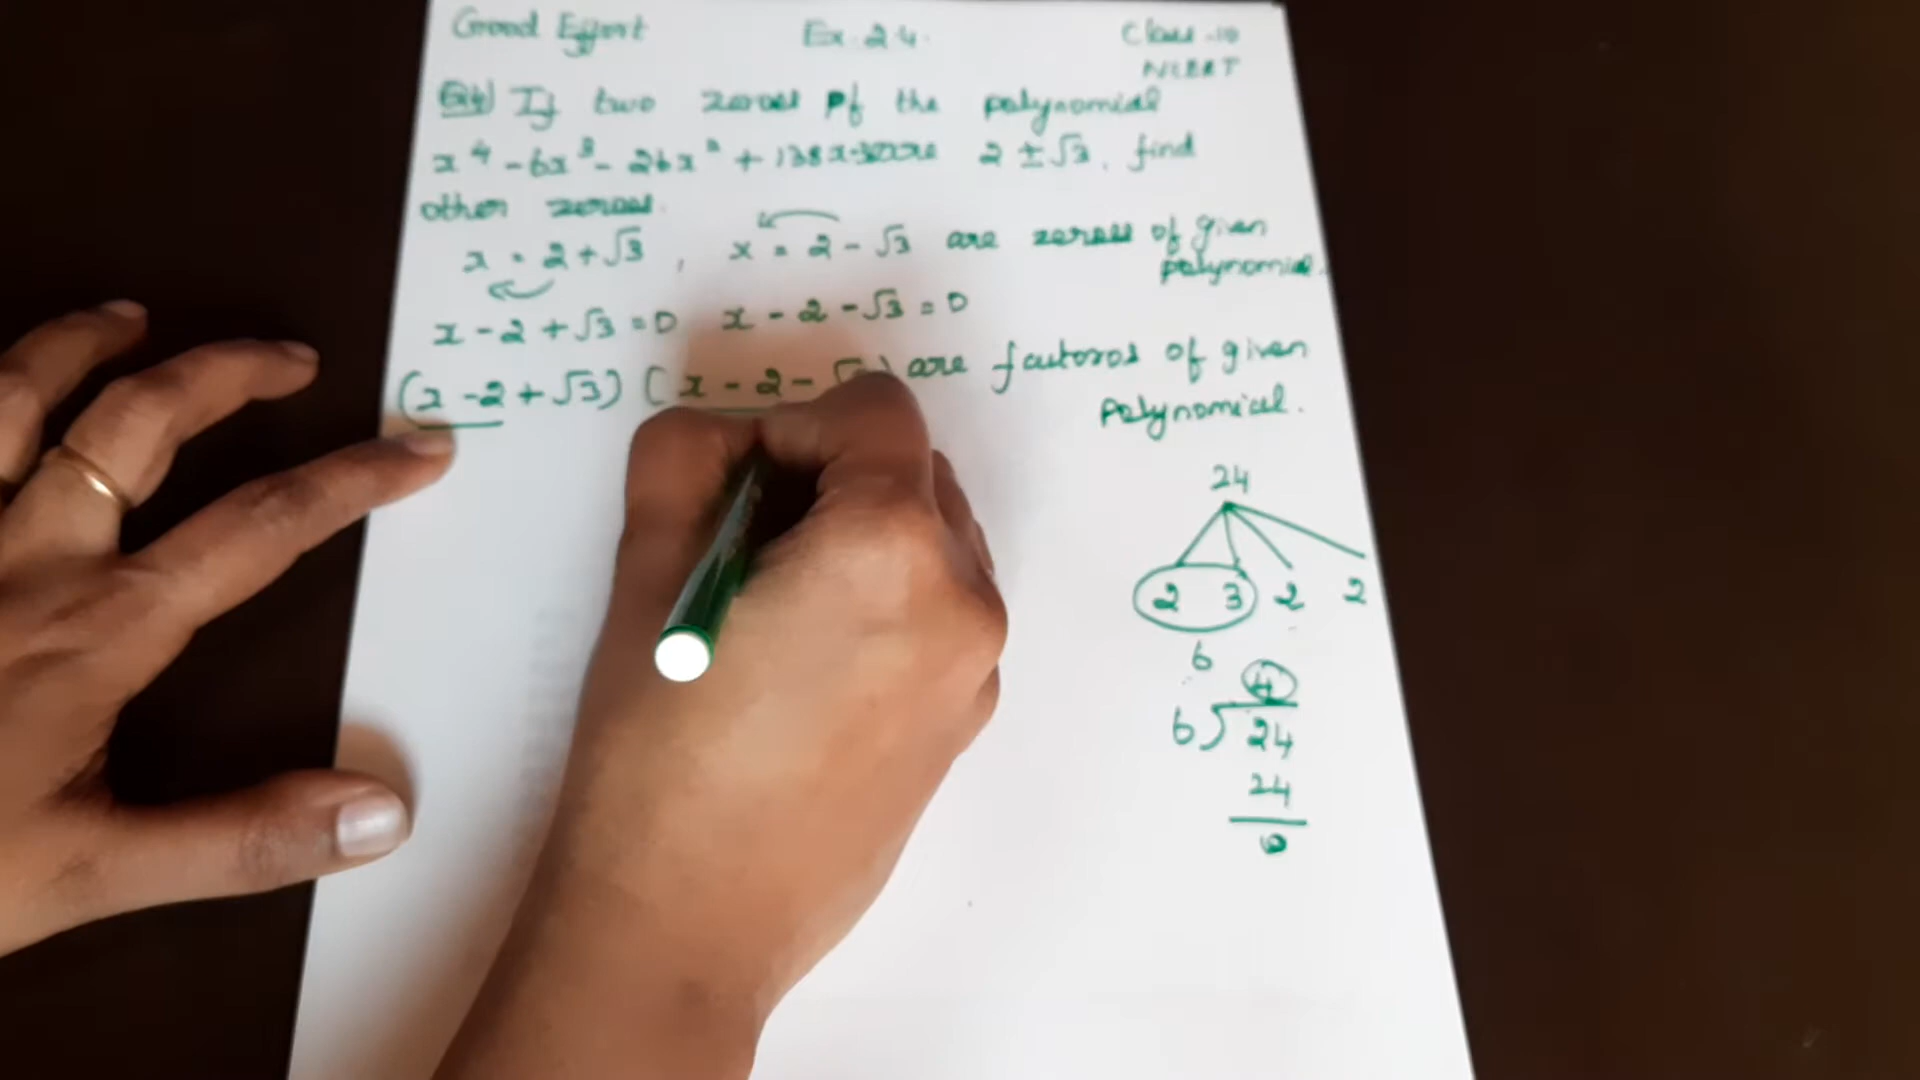 Good Effort Ex. 2.4. Class-10
NCERT
Q4) If two zeroes of the polynomial
x⁴ - 6x³ - 26x² + 138x-35 are 2 ± √3, find
other zeroes.
x = 2 + √3 , x = 2 - √3 are zeroes of given
polynomial.
x - 2 + √3 = 0 x - 2 - √3 = 0
(x - 2 + √3) (x - 2 - √ ) are factors of given
Polynomial.
24
2 3 2 2
6
4
6 24
24
0